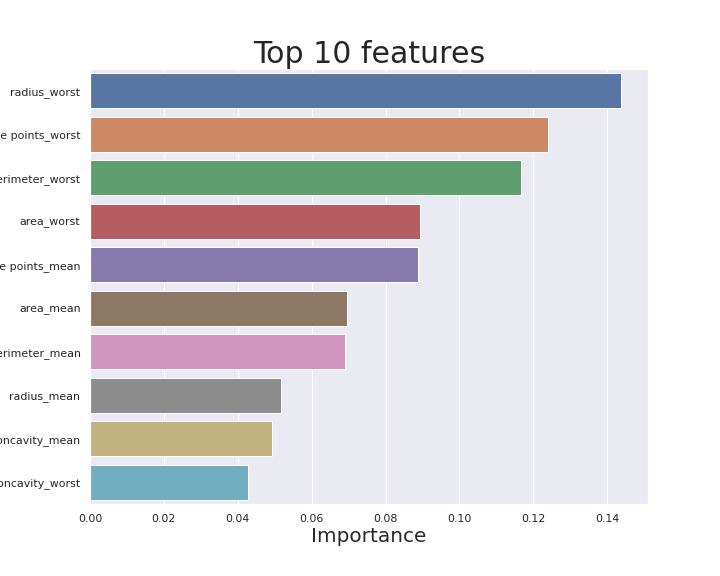 Top 10 features
radius_worst
e points_worst
erimeter_worst
area_worst
e points_mean
area_mean
erimeter_mean
radius_mean
oncavity_mean
oncavity_worst
0.00 0.02 0.04 0.06 0.08 0.10 0.12 0.14
Importance